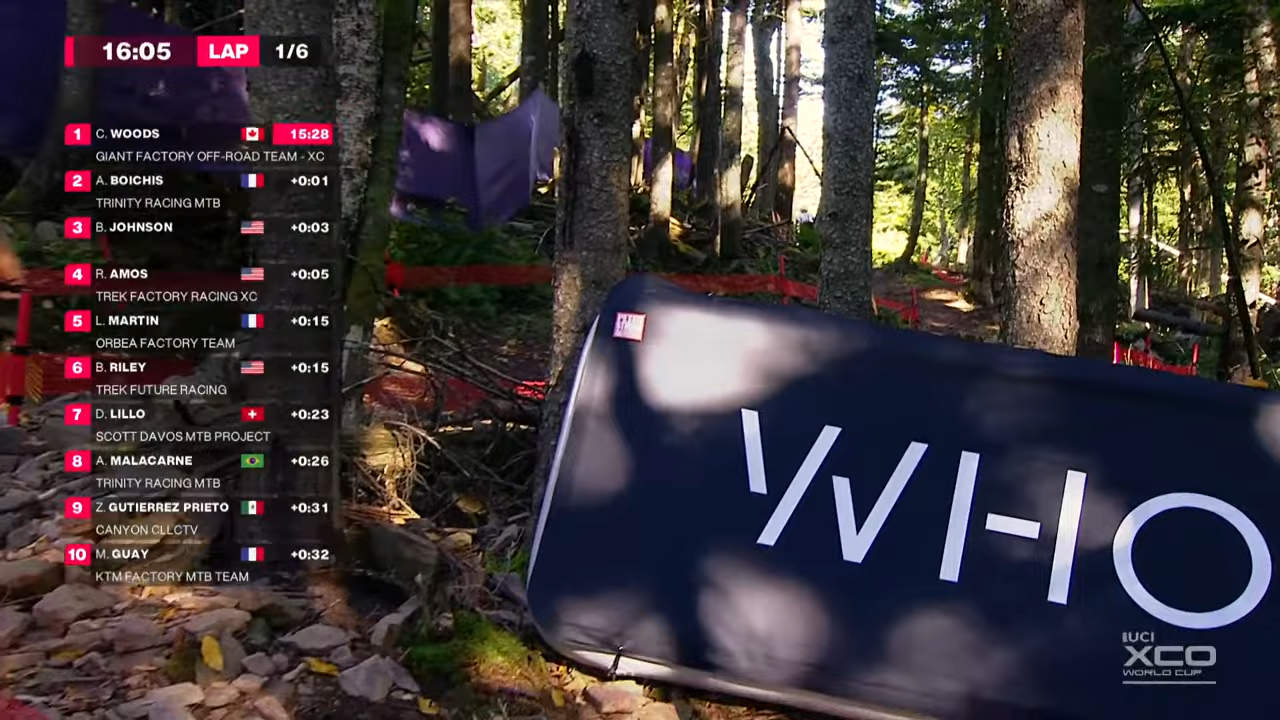 16:05 LAP 1/6
1 C. WOODS 15:28
GIANT FACTORY OFF-ROAD TEAM - XC
2 A. BOICHIS +0:01
TRINITY RACING MTB
3 B. JOHNSON +0:03
4 R. AMOS +0:05
TREK FACTORY RACING XC
5 L. MARTIN +0:15
ORBEA FACTORY TEAM
6 B. RILEY +0:15
TREK FUTURE RACING
7 D. LILLO +0:23
SCOTT DAVOS MTB PROJECT
8 A. MALACARNE +0:26
TRINITY RACING MTB
9 Z. GUTIERREZ PRIETO +0:31
CANYON CLLCTV
10 M. GUAY +0:32
KTM FACTORY MTB TEAM
WHO
UCI
XCO
WORLD CUP